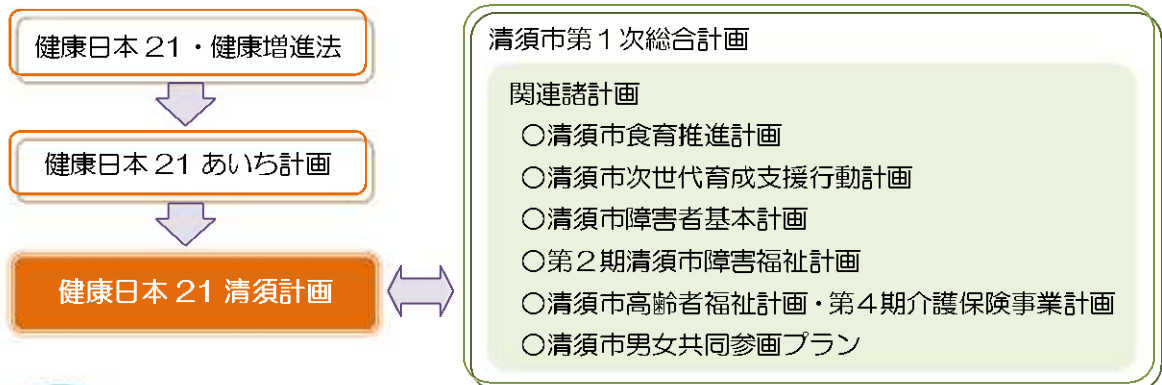 健康日本21・健康増進法
健康日本21 あいち計画
健康日本21 清須計画
清須市第１次総合計画
関連諸計画
○清須市食育推進計画
○清須市次世代育成支援行動計画
○清須市障害者基本計画
○第２期清須市障害福祉計画
○清須市高齢者福祉計画・第４期介護保険事業計画
○清須市男女共同参画プラン